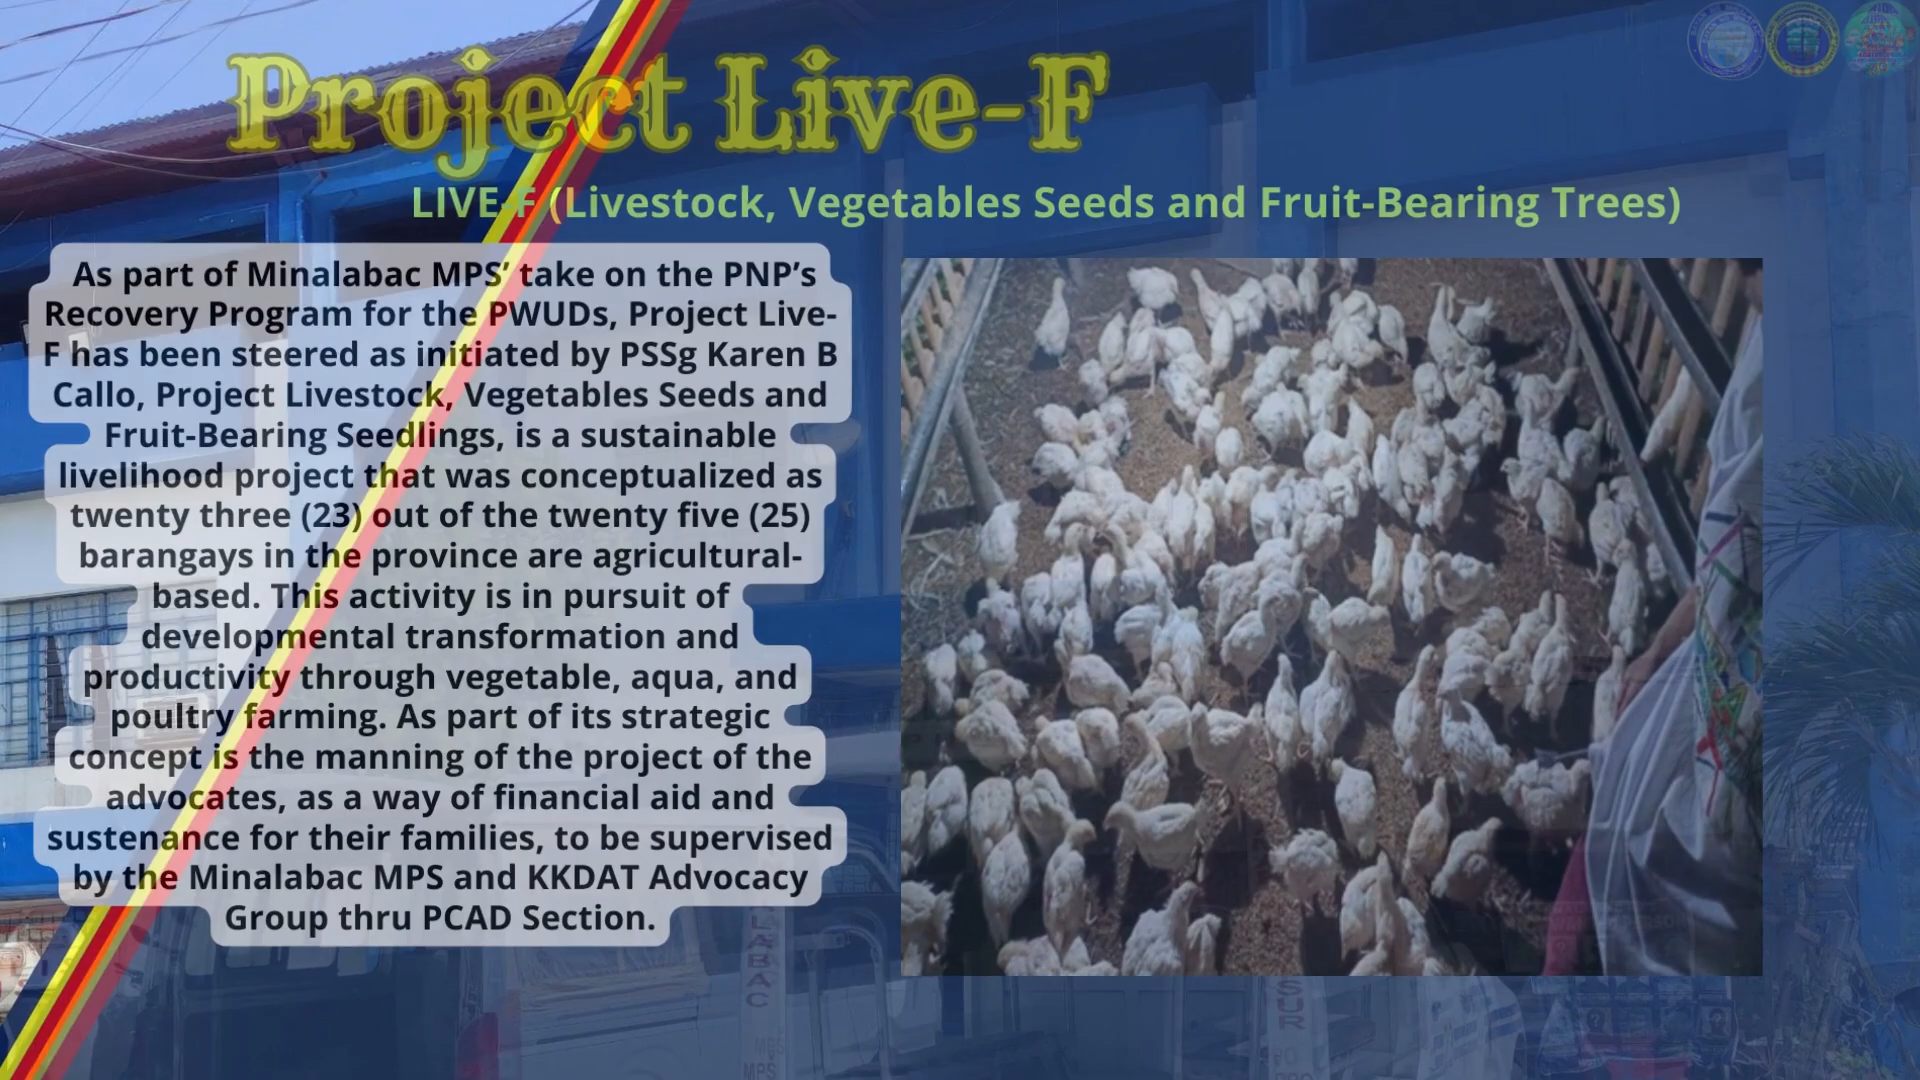 Project Live-F
LIVE-F (Livestock, Vegetables Seeds and Fruit-Bearing Trees)
As part of Minalabac MPS’ take on the PNP’s
Recovery Program for the PWUDs, Project Live-
F has been steered as initiated by PSSg Karen B
Callo, Project Livestock, Vegetables Seeds and
Fruit-Bearing Seedlings, is a sustainable
livelihood project that was conceptualized as
twenty three (23) out of the twenty five (25)
barangays in the province are agricultural-
based. This activity is in pursuit of
developmental transformation and
productivity through vegetable, aqua, and
poultry farming. As part of its strategic
concept is the manning of the project of the
advocates, as a way of financial aid and
sustenance for their families, to be supervised
by the Minalabac MPS and KKDAT Advocacy
Group thru PCAD Section.
LABAC
MPS
SUR